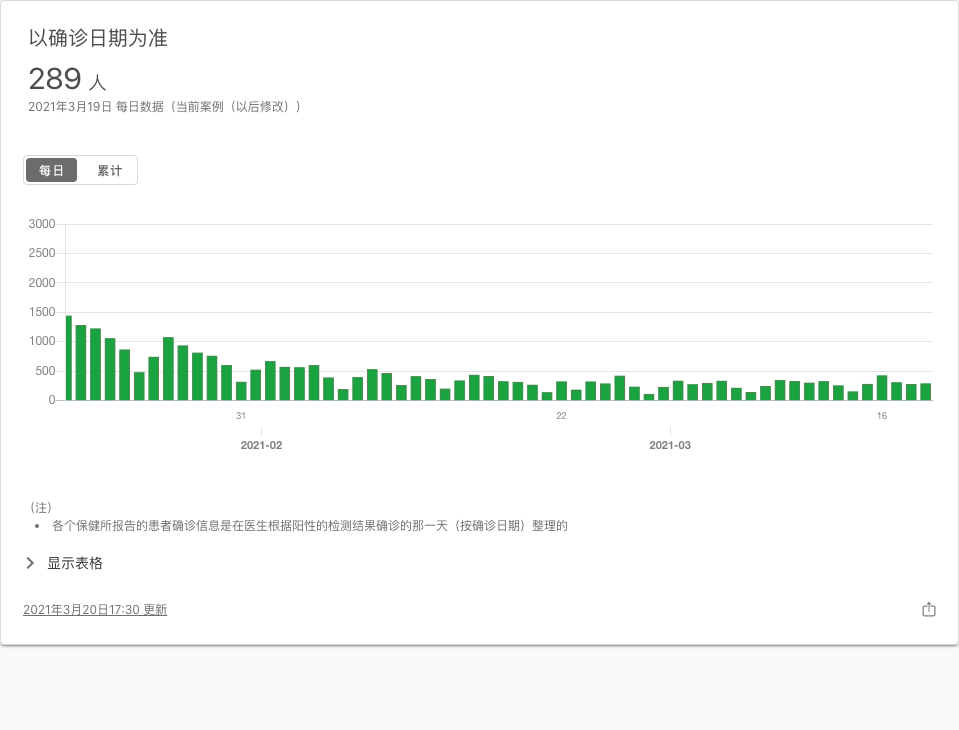 以确诊日期为准
289 人
2021年3月19日 每日数据（当前案例（以后修改））
每日 累计
3000
2500
2000
1500
1000
500
0
31 22 16
2021-02 2021-03
（注）
• 各个保健所报告的患者确诊信息是在医生根据阳性的检测结果确诊的那一天（按确诊日期）整理的
显示表格
2021年3月20日17:30 更新